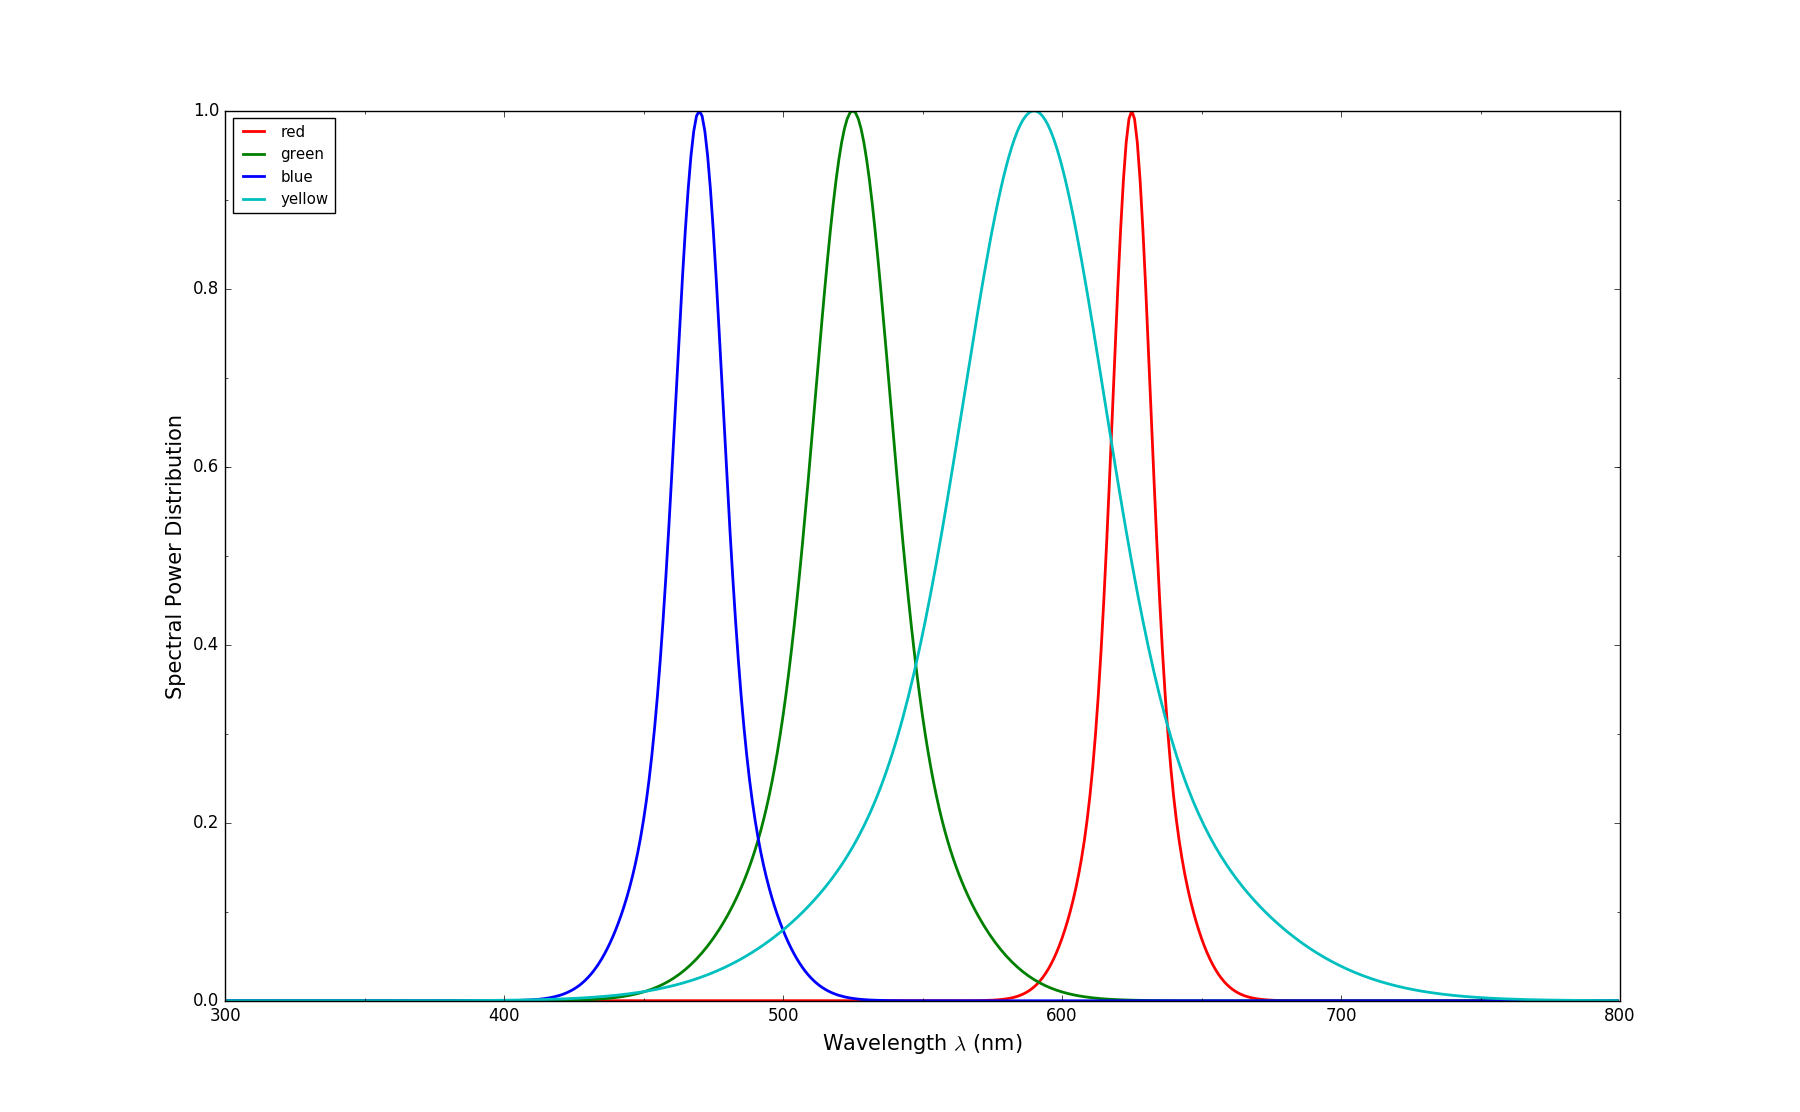 1.0
0.8
0.6
0.4
0.2
0.0
Spectral Power Distribution
red
green
blue
yellow
300 400 500 600 700 800
Wavelength λ (nm)